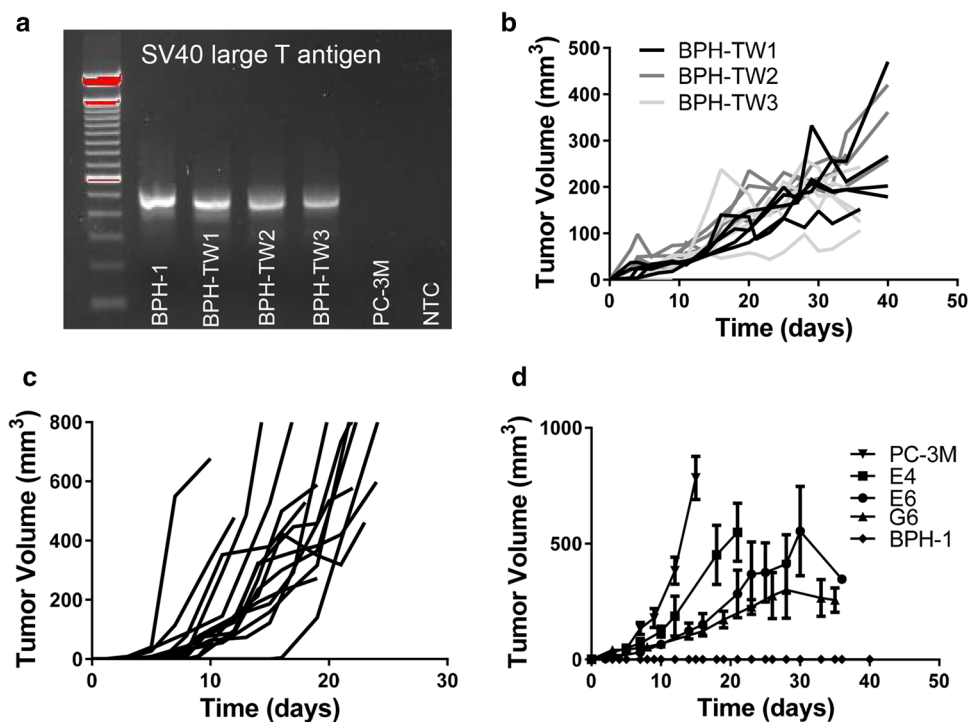 a
SV40 large T antigen
BPH-1
BPH-TW1
BPH-TW2
BPH-TW3
PC-3M
NTC
b
BPH-TW1
BPH-TW2
BPH-TW3
Tumor Volume (mm³)
500
400
300
200
100
0
0 10 20 30 40 50
Time (days)
c
Tumor Volume (mm³)
800
600
400
200
0
0 10 20 30
Time (days)
d
Tumor Volume (mm³)
1000
500
0
0 10 20 30 40 50
Time (days)
PC-3M
E4
E6
G6
BPH-1